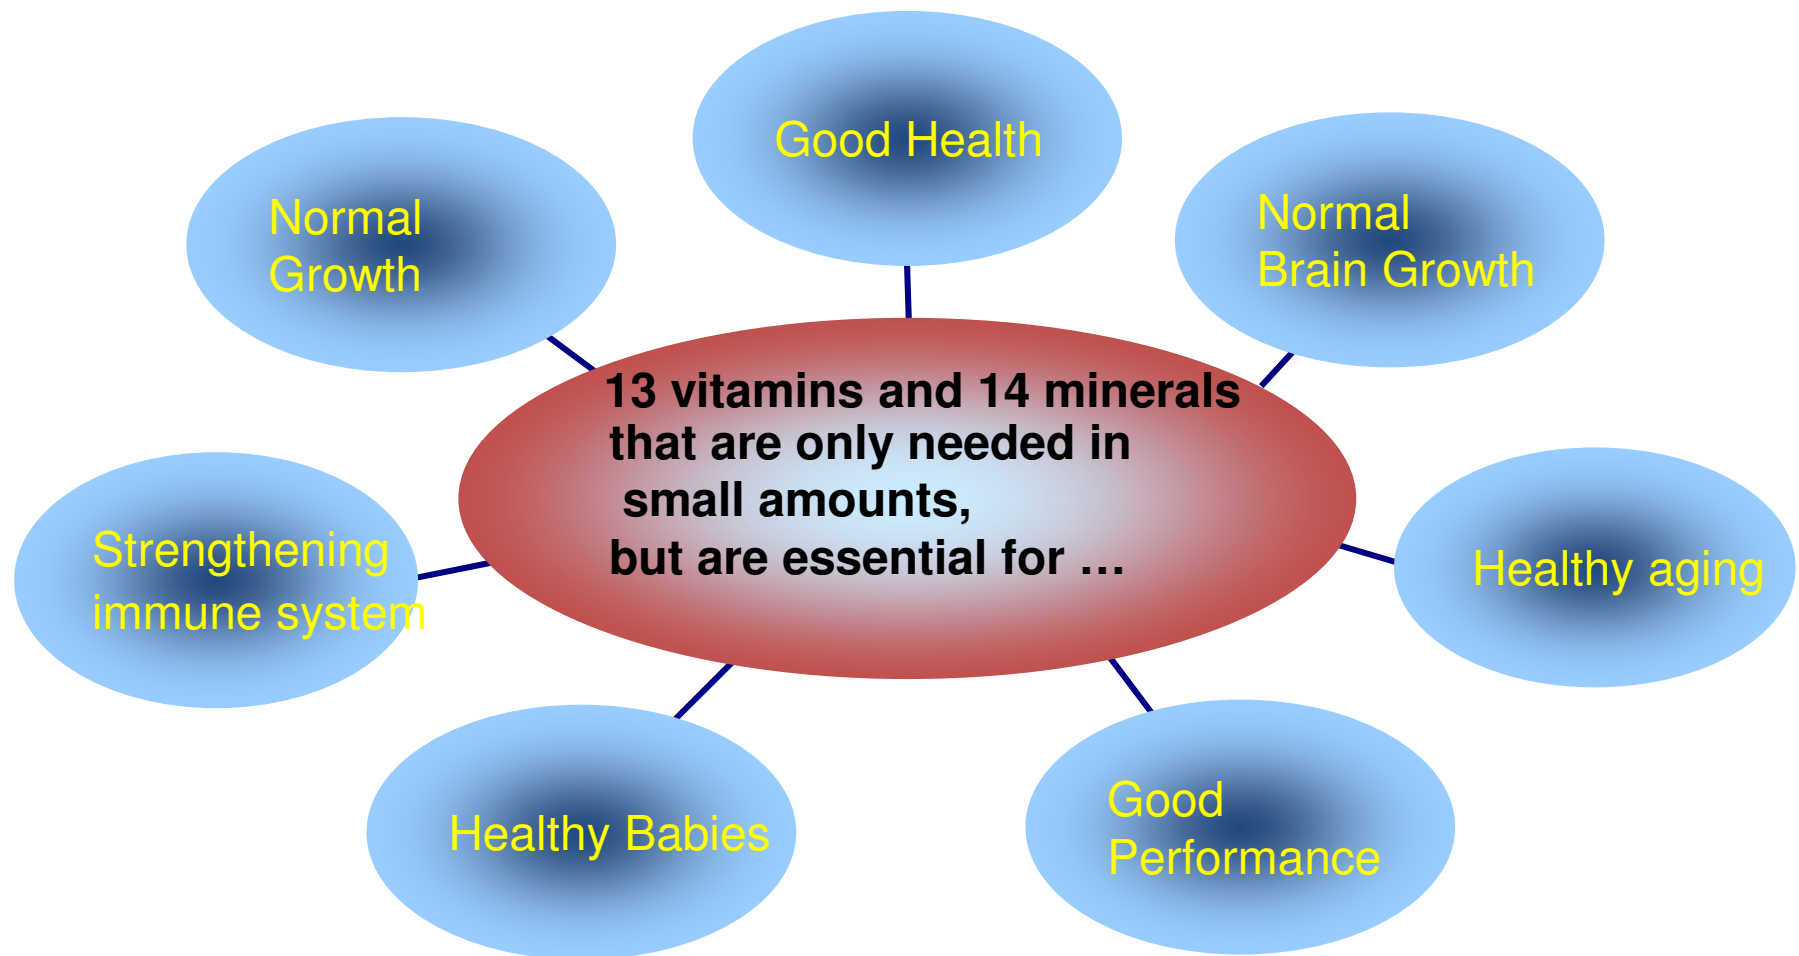 Good Health
Normal
Growth
Normal
Brain Growth
13 vitamins and 14 minerals
that are only needed in
small amounts,
but are essential for …
Strengthening
immune system
Healthy aging
Healthy Babies
Good
Performance